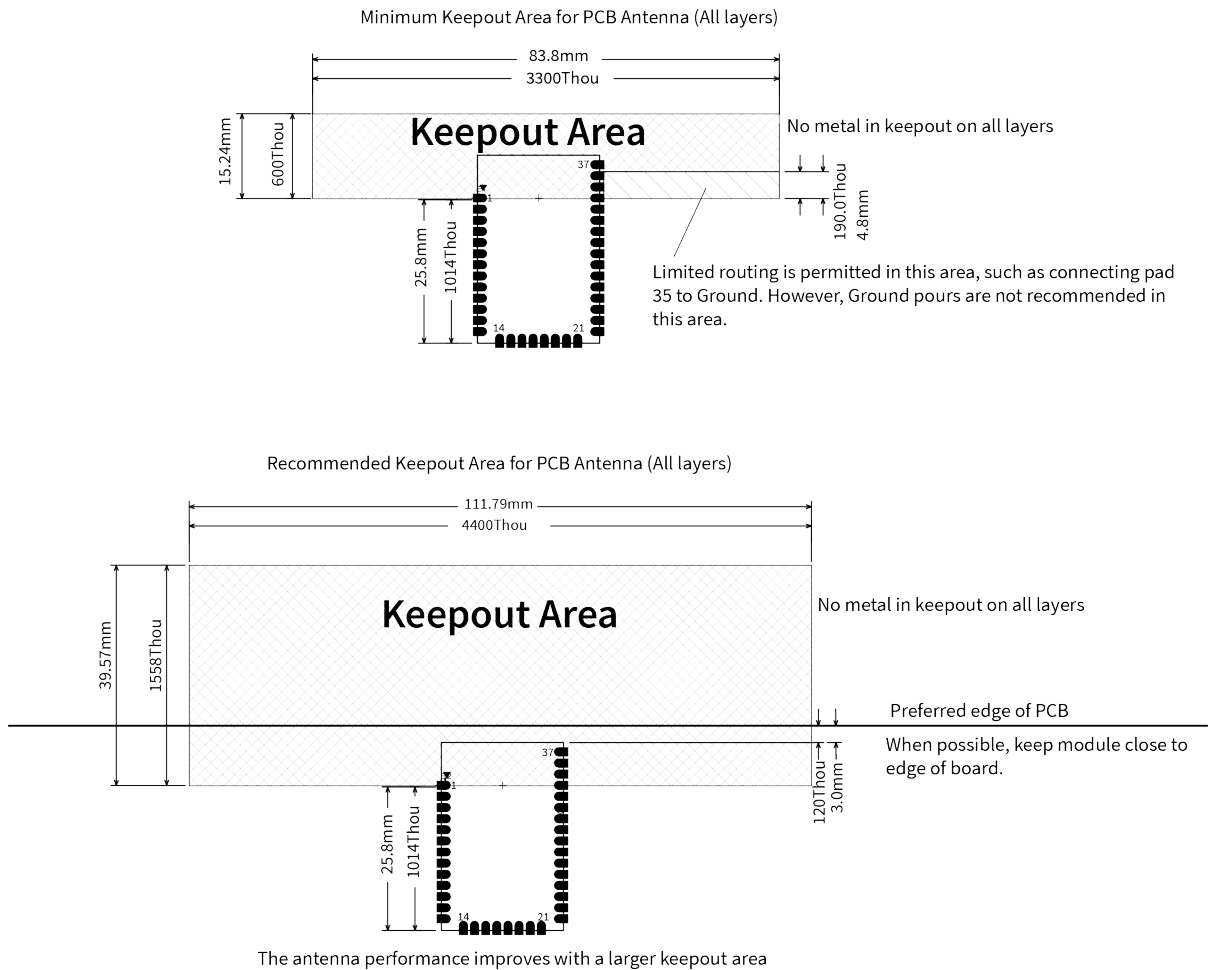 Minimum Keepout Area for PCB Antenna (All layers)
83.8mm
3300Thou
Keepout Area
No metal in keepout on all layers
15.24mm
600Thou
37
1
190.0Thou
4.8mm
25.8mm
1014Thou
Limited routing is permitted in this area, such as connecting pad
35 to Ground. However, Ground pours are not recommended in
this area.
14
21
Recommended Keepout Area for PCB Antenna (All layers)
111.79mm
4400Thou
Keepout Area
No metal in keepout on all layers
39.57mm
1558Thou
Preferred edge of PCB
When possible, keep module close to
edge of board.
37
1
120Thou
3.0mm
25.8mm
1014Thou
14
21
The antenna performance improves with a larger keepout area